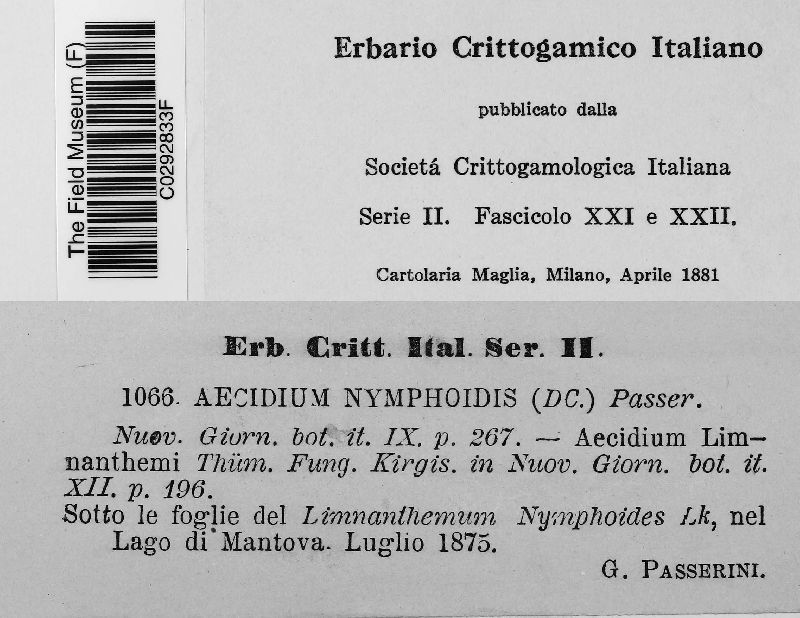 The Field Museum (F)
C0292833F
Erbario Crittogamico Italiano
pubblicato dalla
Societá Crittogamologica Italiana
Serie II. Fascicolo XXI e XXII.
Cartolaria Maglia, Milano, Aprile 1881
Erb. Critt. Ital. Ser. II.
1066. AECIDIUM NYMPHOIDIS (DC.) Passer.
Nuov. Giorn. bot. it. IX. p. 267. — Aecidium Lim-
nanthemi Thüm. Fung. Kirgis. in Nuov. Giorn. bot. it.
XII. p. 196.
Sotto le foglie del Limnanthemum Nymphoides Lk, nel
Lago di Mantova. Luglio 1875.
G. PASSERINI.